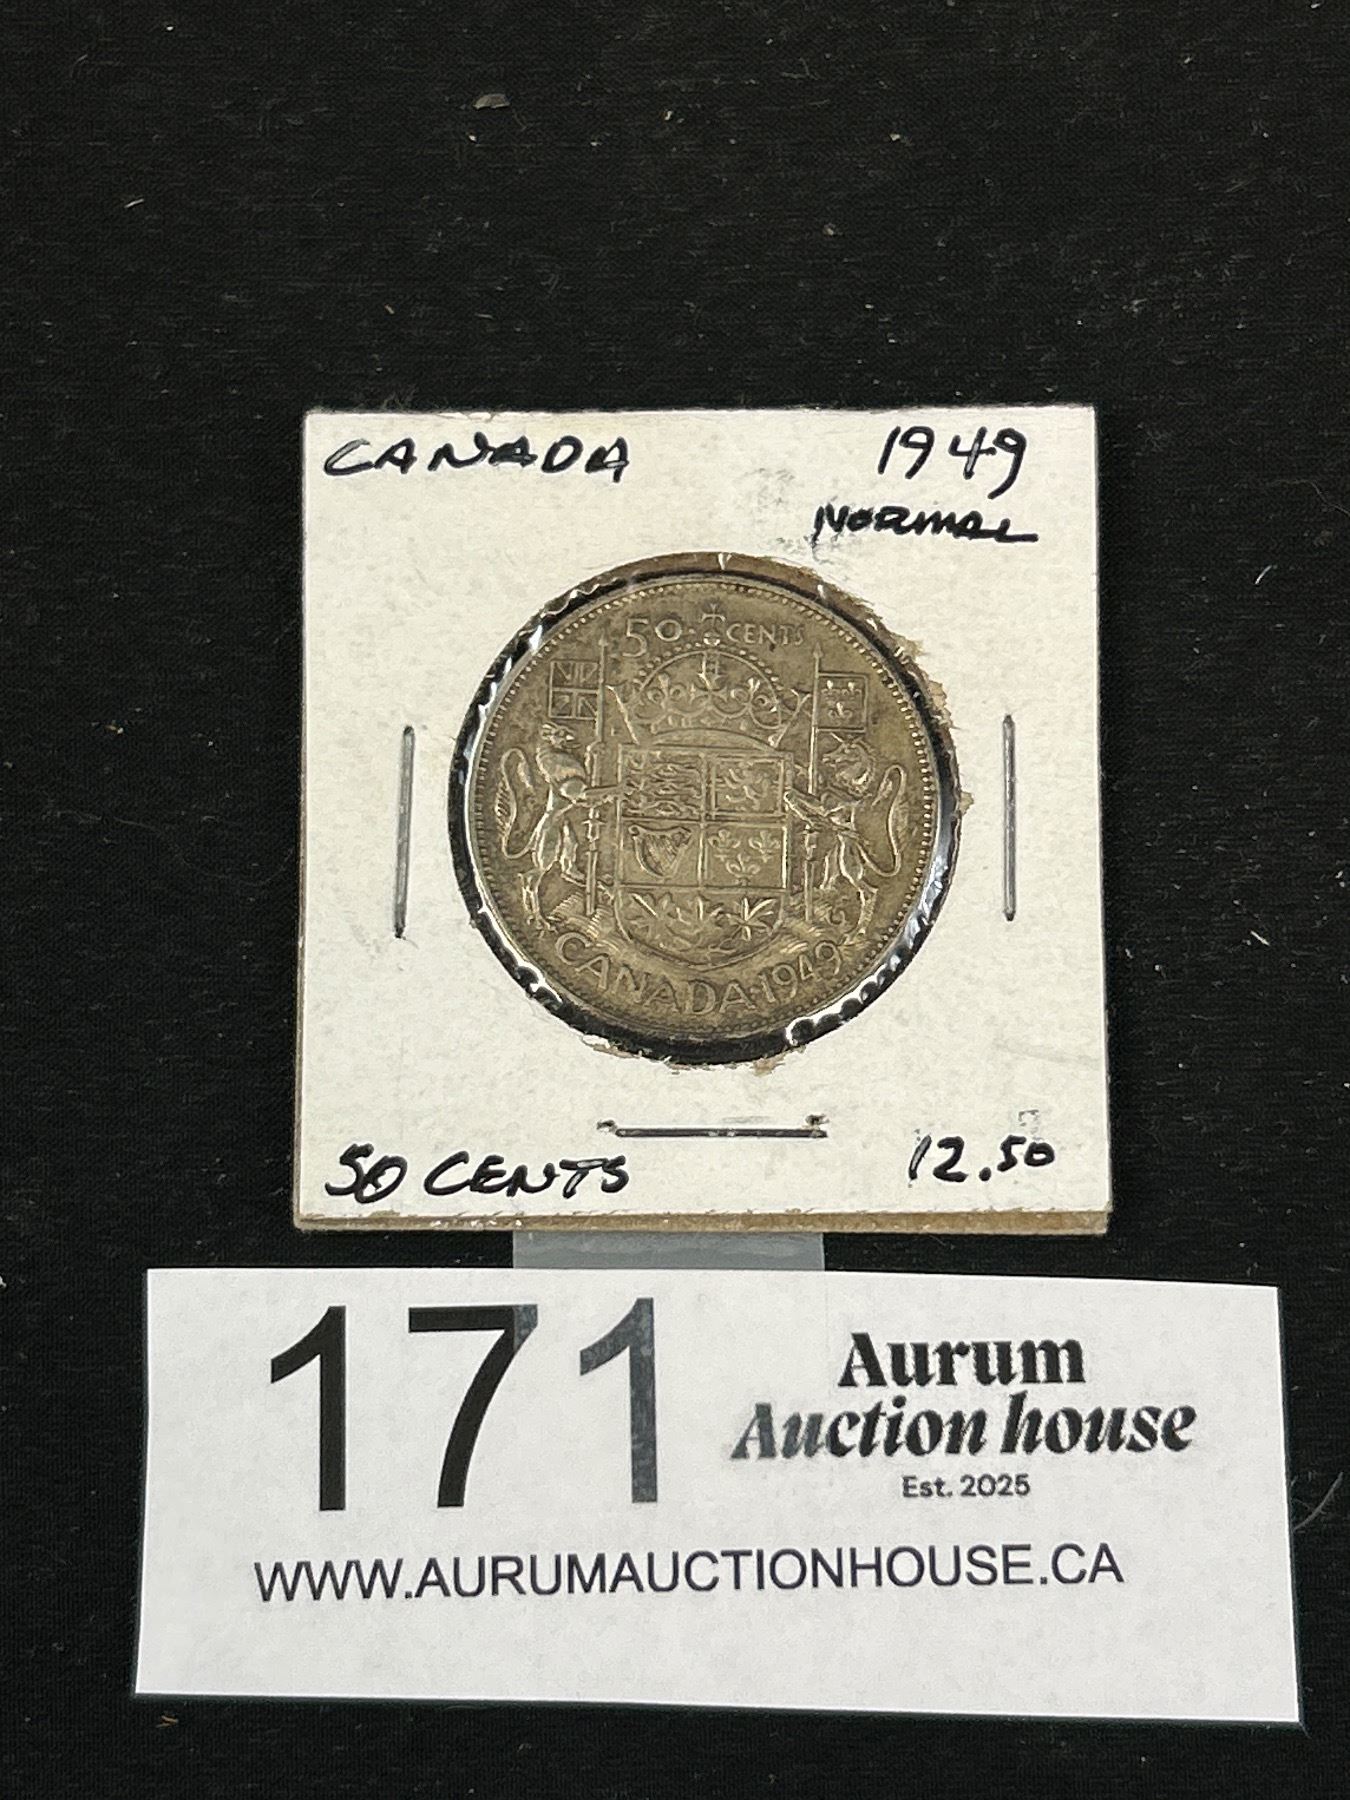 CANADA 1949
NORMAL
50 CENTS
CANADA 1949
50 CENTS 12.50
171
Aurum
Auction house
Est. 2025
WWW.AURUMAUCTIONHOUSE.CA